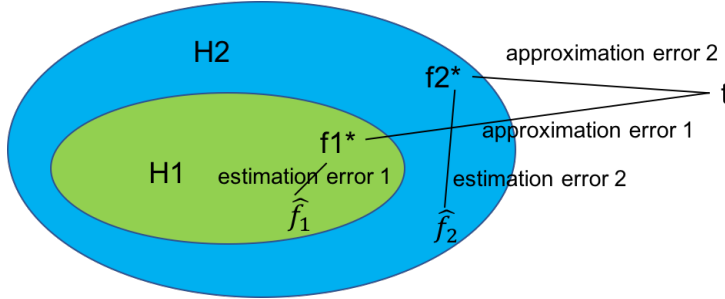 H2
approximation error 2
f2*
f
approximation error 1
f1*
H1
estimation error 1
estimation error 2
f̂₁
f̂₂